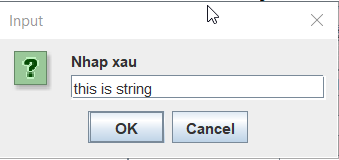 Input
Nhap xau
this is string
OK
Cancel